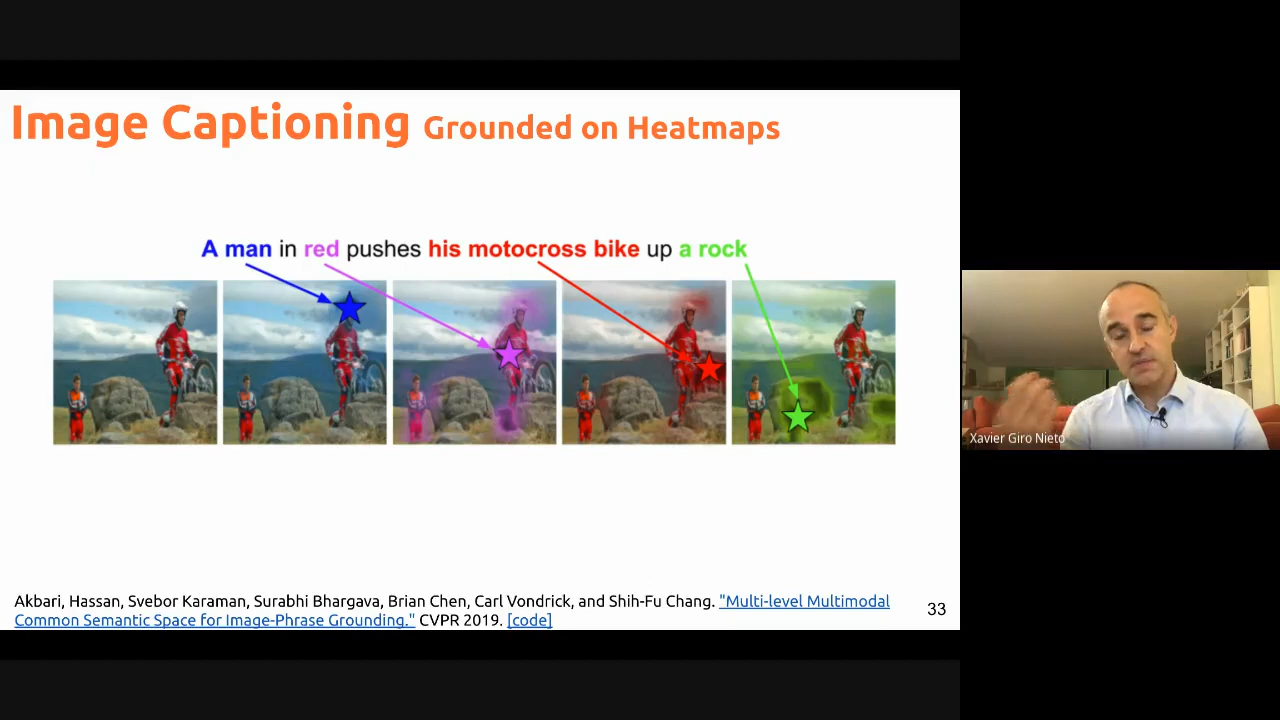 Image Captioning Grounded on Heatmaps
A man in red pushes his motocross bike up a rock
Xavier Giro Nieto
Akbari, Hassan, Svebor Karaman, Surabhi Bhargava, Brian Chen, Carl Vondrick, and Shih-Fu Chang. "Multi-level Multimodal
Common Semantic Space for Image-Phrase Grounding." CVPR 2019. [code]
33